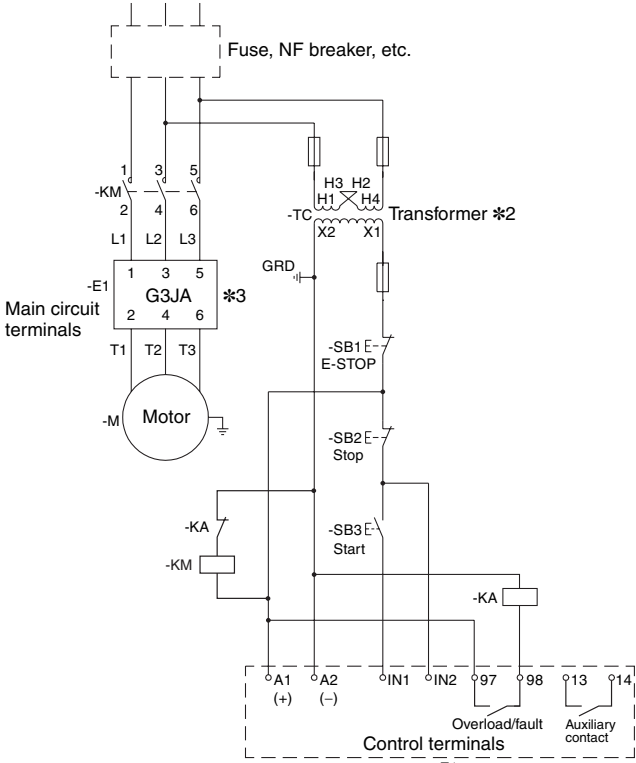 Fuse, NF breaker, etc.
1 3 5
-KM
2 4 6
H3 H2
H1 H4
-TC
Transformer *2
X2 X1
L1 L2 L3
GRD
-E1
1 3 5
G3JA
*3
2 4 6
Main circuit
terminals
T1 T2 T3
-M
Motor
-SB1
E-STOP
-SB2
Stop
-KA
-SB3
Start
-KM
-KA
A1 A2 IN1 IN2 97 98 13 14
(+) (−)
Overload/fault
Auxiliary
contact
Control terminals